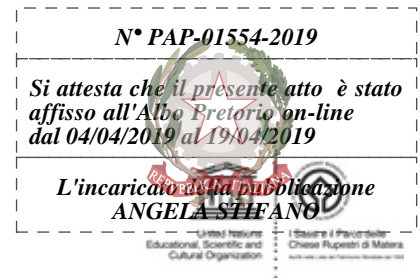 N° PAP-01554-2019
Si attesta che il presente atto è stato
affisso all'Albo Pretorio on-line
dal 04/04/2019 al 19/04/2019
L'incaricato della pubblicazione
ANGELA STIFANO
REPVBBLICA ITALIANA
United Nations
Educational, Scientific and
Cultural Organization
I Sassi e il Parco delle
Chiese Rupestri di Matera